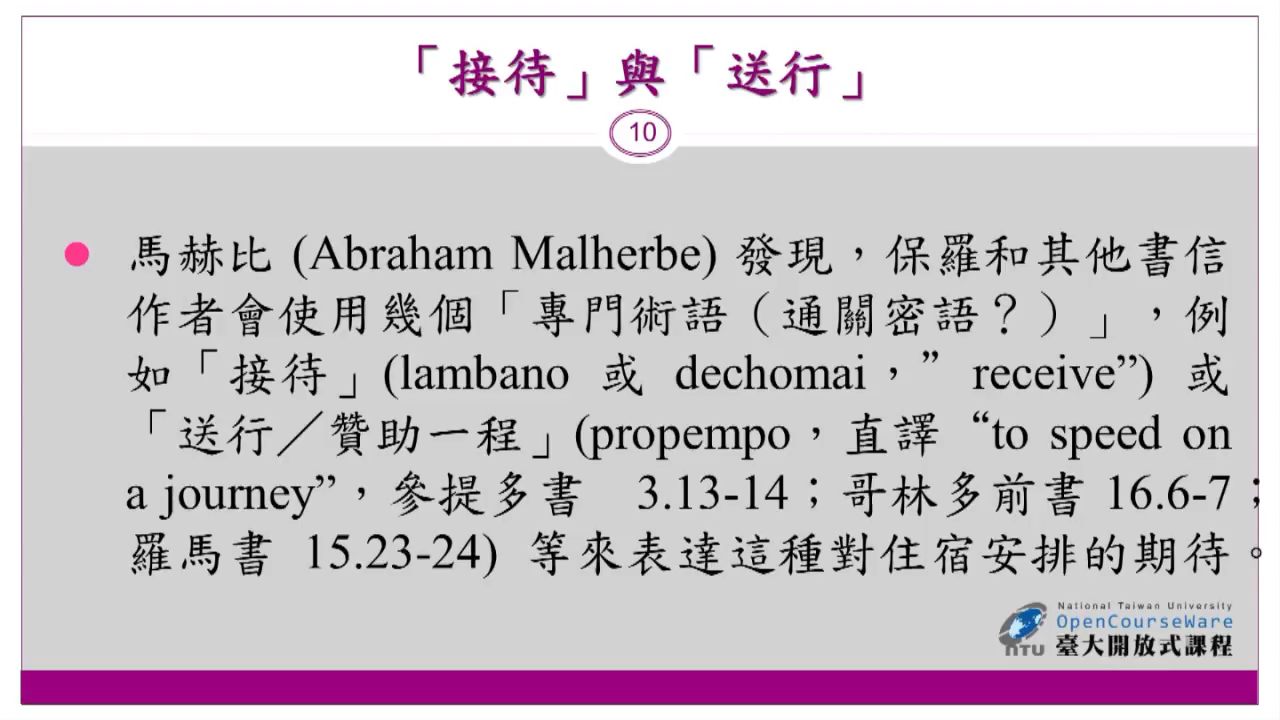 「接待」與「送行」
10
馬赫比 (Abraham Malherbe) 發現，保羅和其他書信
作者會使用幾個「專門術語（通關密語？）」，例
如「接待」(lambano 或 dechomai，” receive”) 或
「送行／贊助一程」(propempo，直譯 “to speed on
a journey”，參提多書 3.13-14；哥林多前書 16.6-7；
羅馬書 15.23-24) 等來表達這種對住宿安排的期待。
National Taiwan University
OpenCourseWare
NTU 臺大開放式課程